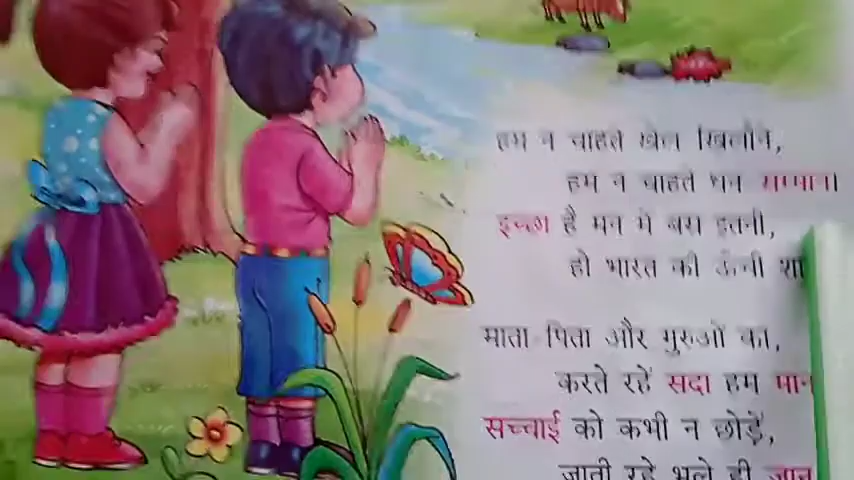 हम न चाहते खेल खिलौने,
हम न चाहते धन सम्मान।
इच्छा है मन में बस इतनी,
हो भारत की ऊँची
माता पिता और गुरुओं का,
करते रहें सदा हम मान
सच्चाई को कभी न छोड़ें,
जाती रहे भले ही जान